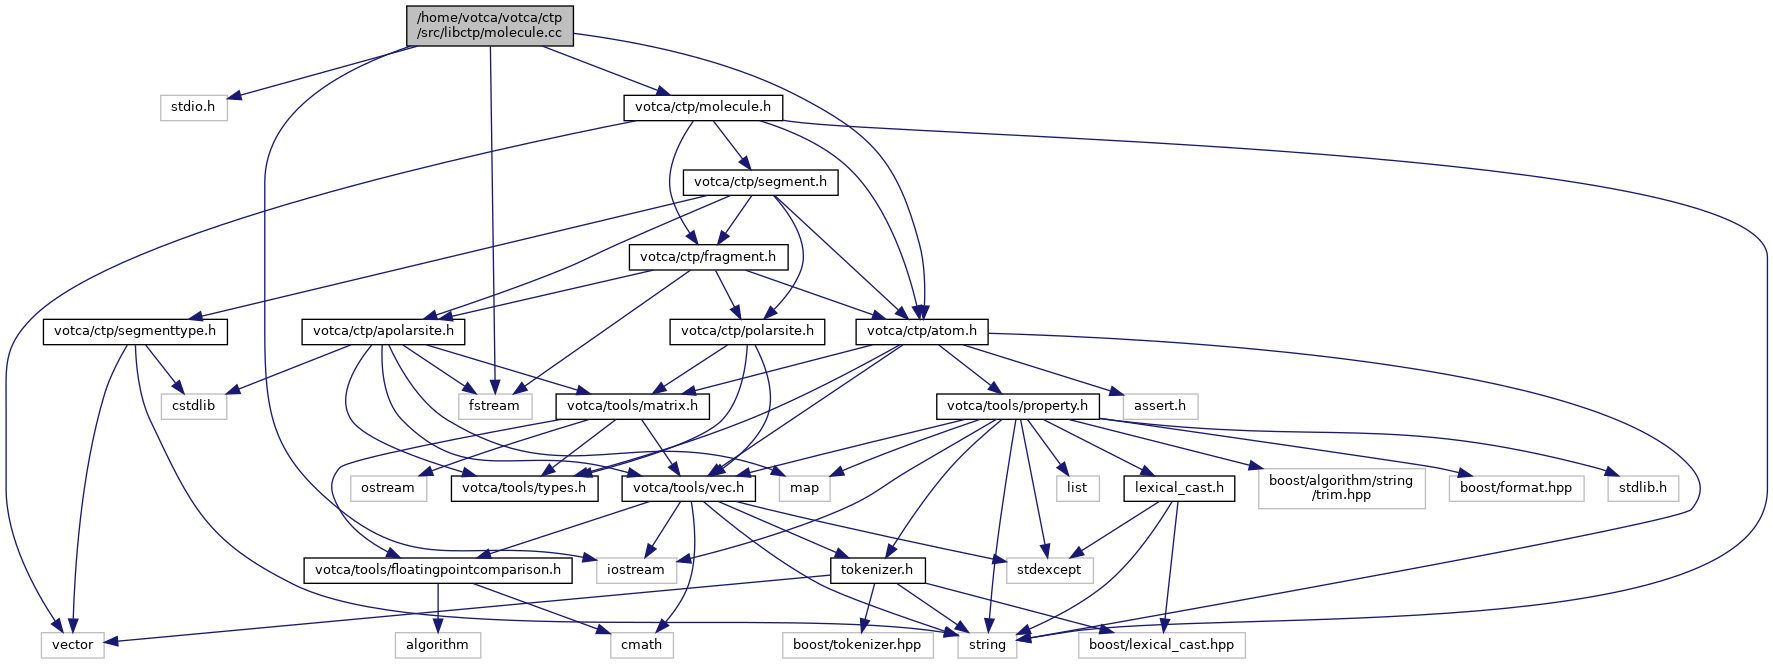 /home/votca/votca/ctp
/src/libctp/molecule.cc
stdio.h
votca/ctp/molecule.h
votca/ctp/segment.h
votca/ctp/fragment.h
votca/ctp/segmenttype.h
votca/ctp/apolarsite.h
votca/ctp/polarsite.h
votca/ctp/atom.h
cstdlib
fstream
votca/tools/matrix.h
votca/tools/property.h
assert.h
ostream
votca/tools/types.h
votca/tools/vec.h
map
list
lexical_cast.h
boost/algorithm/string
/trim.hpp
boost/format.hpp
stdlib.h
votca/tools/floatingpointcomparison.h
iostream
tokenizer.h
stdexcept
vector
algorithm
cmath
boost/tokenizer.hpp
string
boost/lexical_cast.hpp